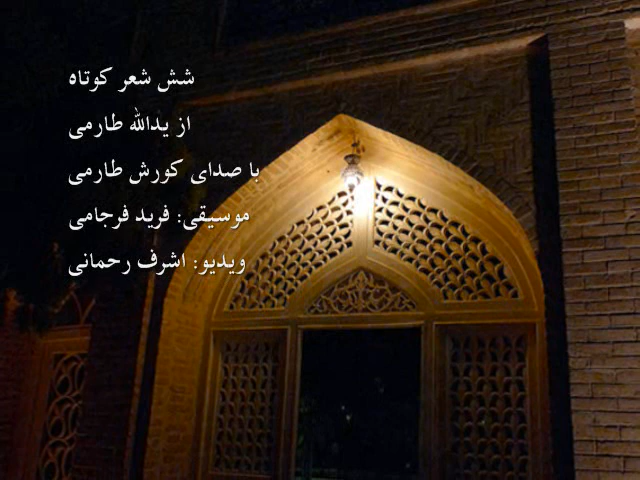 شش شعر کوتاه
از یدالله طارمی
با صدای کورش طارمی
موسیقی: فرید فرجامی
ویدیو: اشرف رحمانی